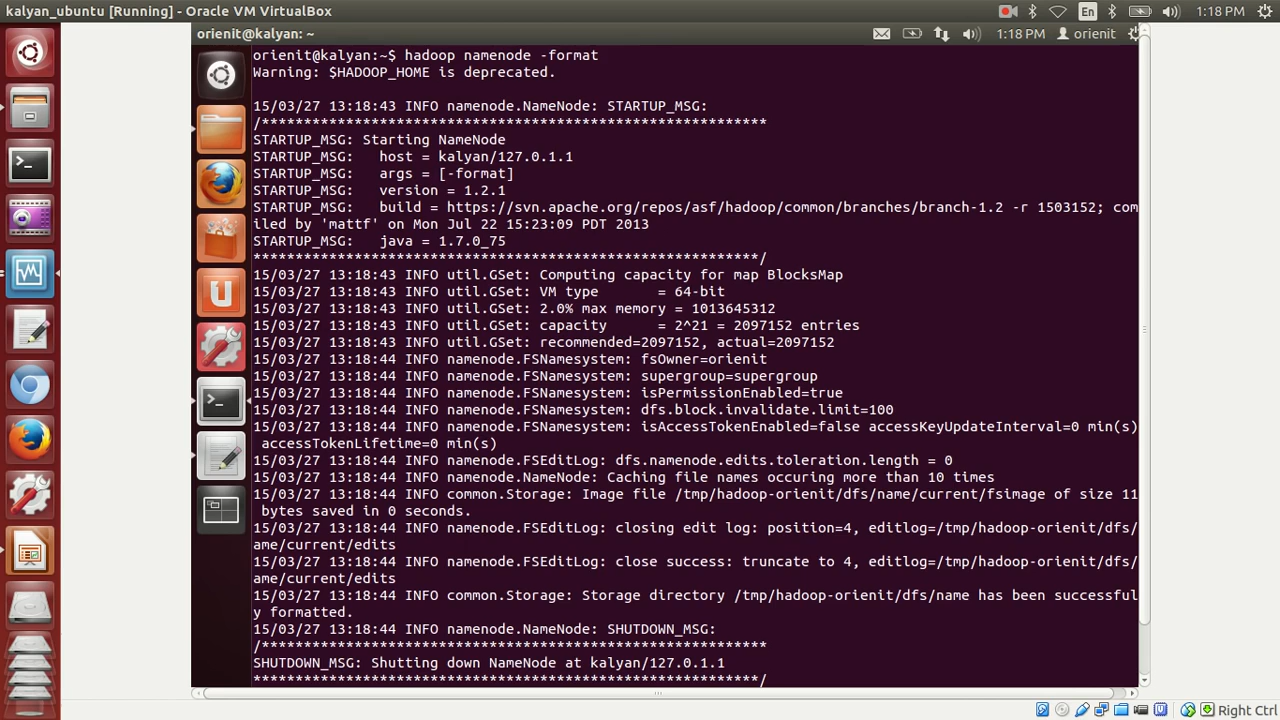 kalyan_ubuntu [Running] - Oracle VM VirtualBox
En
1:18 PM
orienit@kalyan: ~
1:18 PM
orienit
orienit@kalyan:~$ hadoop namenode -format
Warning: $HADOOP_HOME is deprecated.
15/03/27 13:18:43 INFO namenode.NameNode: STARTUP_MSG:
/************************************************************
STARTUP_MSG: Starting NameNode
STARTUP_MSG:   host = kalyan/127.0.1.1
STARTUP_MSG:   args = [-format]
STARTUP_MSG:   version = 1.2.1
STARTUP_MSG:   build = https://svn.apache.org/repos/asf/hadoop/common/branches/branch-1.2 -r 1503152; com
iled by 'mattf' on Mon Jul 22 15:23:09 PDT 2013
STARTUP_MSG:   java = 1.7.0_75
************************************************************/
15/03/27 13:18:43 INFO util.GSet: Computing capacity for map BlocksMap
15/03/27 13:18:43 INFO util.GSet: VM type       = 64-bit
15/03/27 13:18:43 INFO util.GSet: 2.0% max memory = 1013645312
15/03/27 13:18:43 INFO util.GSet: capacity      = 2^21 = 2097152 entries
15/03/27 13:18:43 INFO util.GSet: recommended=2097152, actual=2097152
15/03/27 13:18:44 INFO namenode.FSNamesystem: fsOwner=orienit
15/03/27 13:18:44 INFO namenode.FSNamesystem: supergroup=supergroup
15/03/27 13:18:44 INFO namenode.FSNamesystem: isPermissionEnabled=true
15/03/27 13:18:44 INFO namenode.FSNamesystem: dfs.block.invalidate.limit=100
15/03/27 13:18:44 INFO namenode.FSNamesystem: isAccessTokenEnabled=false accessKeyUpdateInterval=0 min(s)
accessTokenLifetime=0 min(s)
15/03/27 13:18:44 INFO namenode.FSEditLog: dfs.namenode.edits.toleration.length = 0
15/03/27 13:18:44 INFO namenode.NameNode: Caching file names occuring more than 10 times
15/03/27 13:18:44 INFO common.Storage: Image file /tmp/hadoop-orienit/dfs/name/current/fsimage of size 11
bytes saved in 0 seconds.
15/03/27 13:18:44 INFO namenode.FSEditLog: closing edit log: position=4, editlog=/tmp/hadoop-orienit/dfs/
ame/current/edits
15/03/27 13:18:44 INFO namenode.FSEditLog: close success: truncate to 4, editlog=/tmp/hadoop-orienit/dfs/
ame/current/edits
15/03/27 13:18:44 INFO common.Storage: Storage directory /tmp/hadoop-orienit/dfs/name has been successful
y formatted.
15/03/27 13:18:44 INFO namenode.NameNode: SHUTDOWN_MSG:
/************************************************************
SHUTDOWN_MSG: Shutting down NameNode at kalyan/127.0.1.1
************************************************************/
Right Ctrl